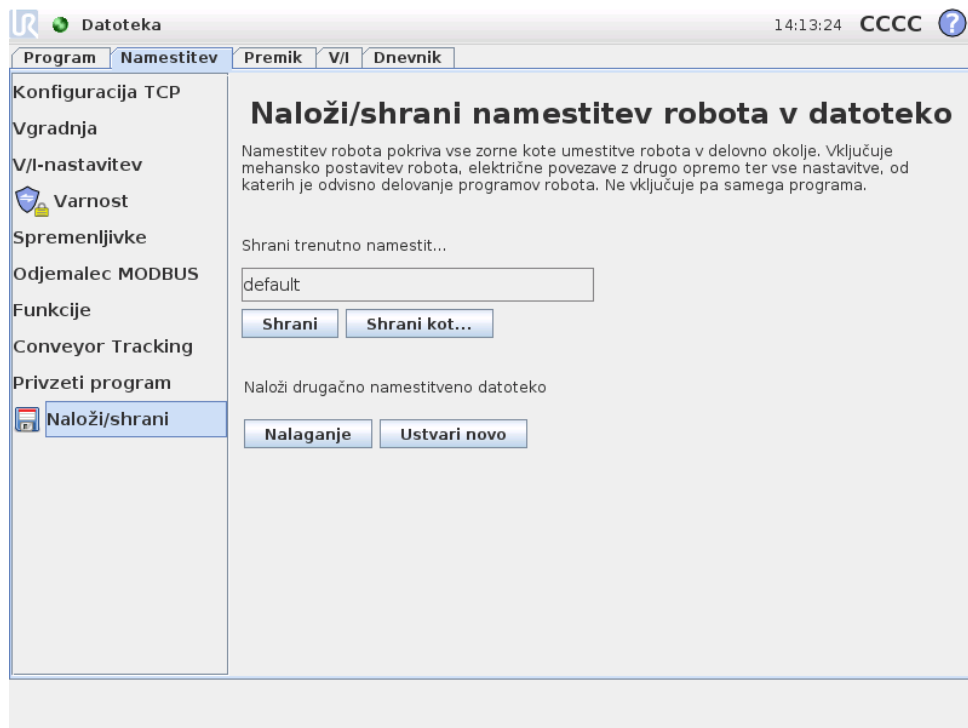 UR Datoteka 14:13:24 CCCC ?
Program Namestitev Premik V/I Dnevnik
Konfiguracija TCP
Vgradnja
V/I-nastavitev
Varnost
Spremenljivke
Odjemalec MODBUS
Funkcije
Conveyor Tracking
Privzeti program
Naloži/shrani
Naloži/shrani namestitev robota v datoteko
Namestitev robota pokriva vse zorne kote umestitve robota v delovno okolje. Vključuje
mehansko postavitev robota, električne povezave z drugo opremo ter vse nastavitve, od
katerih je odvisno delovanje programov robota. Ne vključuje pa samega programa.
Shrani trenutno namestit...
default
Shrani Shrani kot...
Naloži drugačno namestitveno datoteko
Nalaganje Ustvari novo